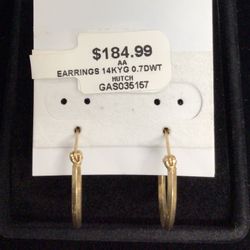 $184.99
AA
EARRINGS 14KYG 0.7DWT
HUTCH
GAS035157